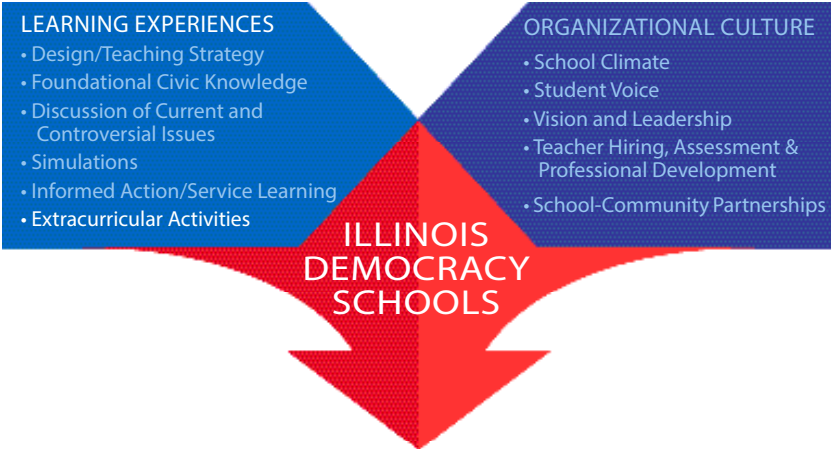 LEARNING EXPERIENCES
• Design/Teaching Strategy
• Foundational Civic Knowledge
• Discussion of Current and
Controversial Issues
• Simulations
• Informed Action/Service Learning
• Extracurricular Activities
ORGANIZATIONAL CULTURE
• School Climate
• Student Voice
• Vision and Leadership
• Teacher Hiring, Assessment &
Professional Development
• School-Community Partnerships
ILLINOIS
DEMOCRACY
SCHOOLS